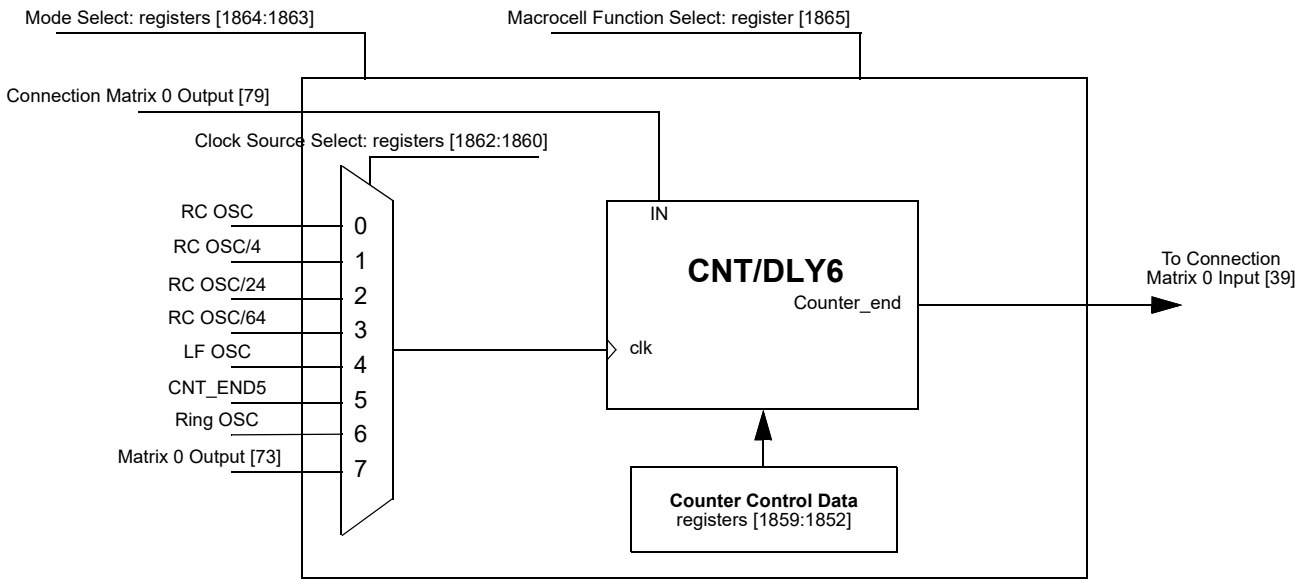 Mode Select: registers [1864:1863]
Macrocell Function Select: register [1865]
Connection Matrix 0 Output [79]
Clock Source Select: registers [1862:1860]
RC OSC
0
RC OSC/4
1
RC OSC/24
2
RC OSC/64
3
LF OSC
4
CNT_END5
5
Ring OSC
6
Matrix 0 Output [73]
7
IN
CNT/DLY6
Counter_end
clk
To Connection
Matrix 0 Input [39]
Counter Control Data
registers [1859:1852]